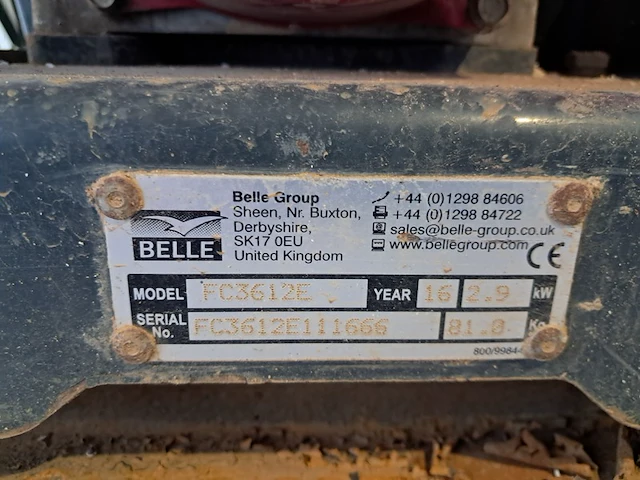 Belle Group
Sheen, Nr. Buxton,
Derbyshire,
SK17 0EU
United Kingdom
+44 (0)1298 84606
+44 (0)1298 84722
sales@belle-group.co.uk
www.bellegroup.com
BELLE
CE
MODEL FC3612E YEAR 16 2.9 kW
SERIAL No. FC3612E111666 81.0 Kg
800/9984